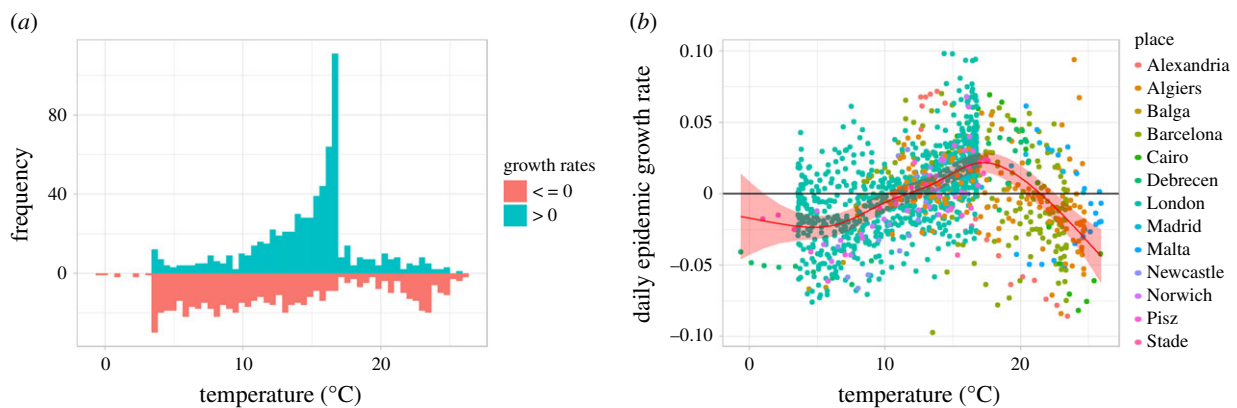 (a)
frequency
80
40
0
0
10
20
temperature (°C)
growth rates
< = 0
> 0
(b)
daily epidemic growth rate
0.10
0.05
0
–0.05
–0.10
0
10
20
temperature (°C)
place
Alexandria
Algiers
Balga
Barcelona
Cairo
Debrecen
London
Madrid
Malta
Newcastle
Norwich
Pisz
Stade